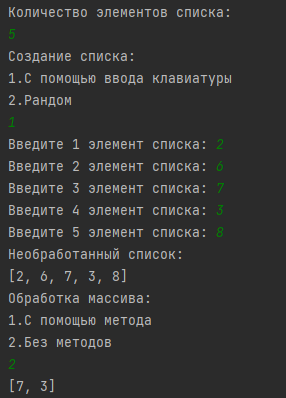 Количество элементов списка:
5
Создание списка:
1.С помощью ввода клавиатуры
2.Рандом
1
Введите 1 элемент списка: 2
Введите 2 элемент списка: 6
Введите 3 элемент списка: 7
Введите 4 элемент списка: 3
Введите 5 элемент списка: 8
Необработанный список:
[2, 6, 7, 3, 8]
Обработка массива:
1.С помощью метода
2.Без методов
2
[7, 3]